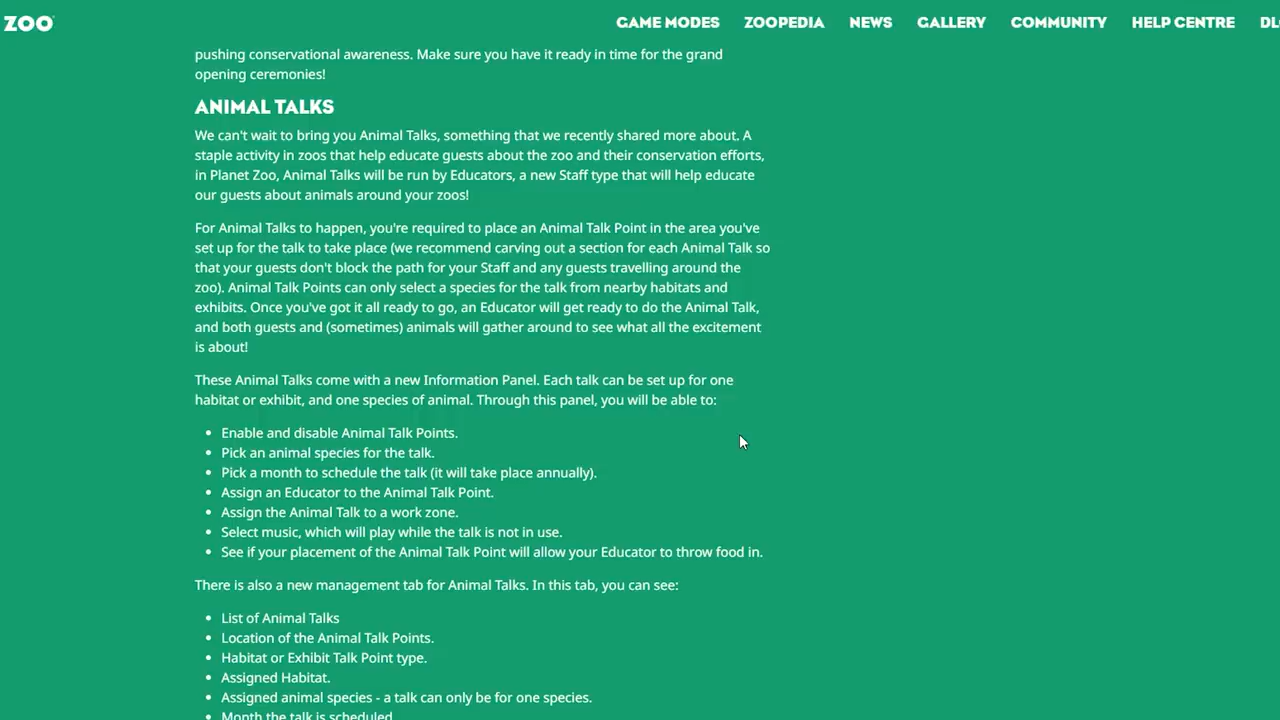 ZOO
GAME MODES ZOOPEDIA NEWS GALLERY COMMUNITY HELP CENTRE DL
pushing conservational awareness. Make sure you have it ready in time for the grand
opening ceremonies!
ANIMAL TALKS
We can't wait to bring you Animal Talks, something that we recently shared more about. A
staple activity in zoos that help educate guests about the zoo and their conservation efforts,
in Planet Zoo, Animal Talks will be run by Educators, a new Staff type that will help educate
our guests about animals around your zoos!
For Animal Talks to happen, you're required to place an Animal Talk Point in the area you've
set up for the talk to take place (we recommend carving out a section for each Animal Talk so
that your guests don't block the path for your Staff and any guests travelling around the
zoo). Animal Talk Points can only select a species for the talk from nearby habitats and
exhibits. Once you've got it all ready to go, an Educator will get ready to do the Animal Talk,
and both guests and (sometimes) animals will gather around to see what all the excitement
is about!
These Animal Talks come with a new Information Panel. Each talk can be set up for one
habitat or exhibit, and one species of animal. Through this panel, you will be able to:
• Enable and disable Animal Talk Points.
• Pick an animal species for the talk.
• Pick a month to schedule the talk (it will take place annually).
• Assign an Educator to the Animal Talk Point.
• Assign the Animal Talk to a work zone.
• Select music, which will play while the talk is not in use.
• See if your placement of the Animal Talk Point will allow your Educator to throw food in.
There is also a new management tab for Animal Talks. In this tab, you can see:
• List of Animal Talks
• Location of the Animal Talk Points.
• Habitat or Exhibit Talk Point type.
• Assigned Habitat.
• Assigned animal species - a talk can only be for one species.
• Month the talk is scheduled